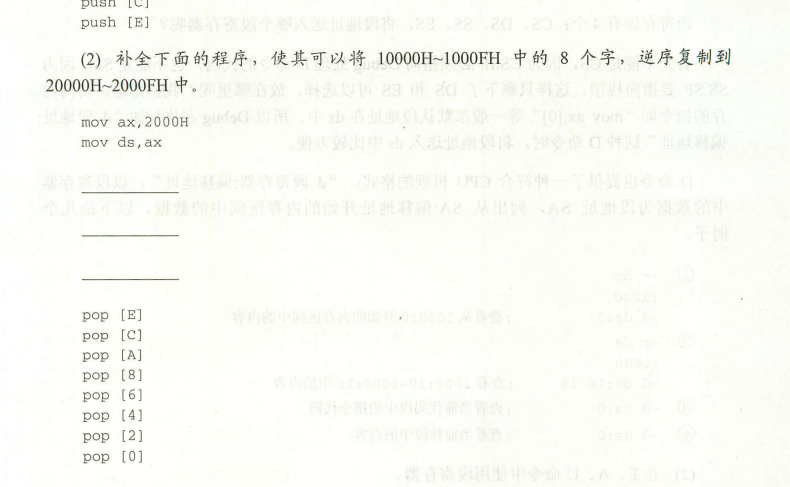 push [C]
push [E]
(2) 补全下面的程序，使其可以将 10000H~1000FH 中的 8 个字，逆序复制到
20000H~2000FH 中。
mov ax,2000H
mov ds,ax
pop [E]
pop [C]
pop [A]
pop [8]
pop [6]
pop [4]
pop [2]
pop [0]